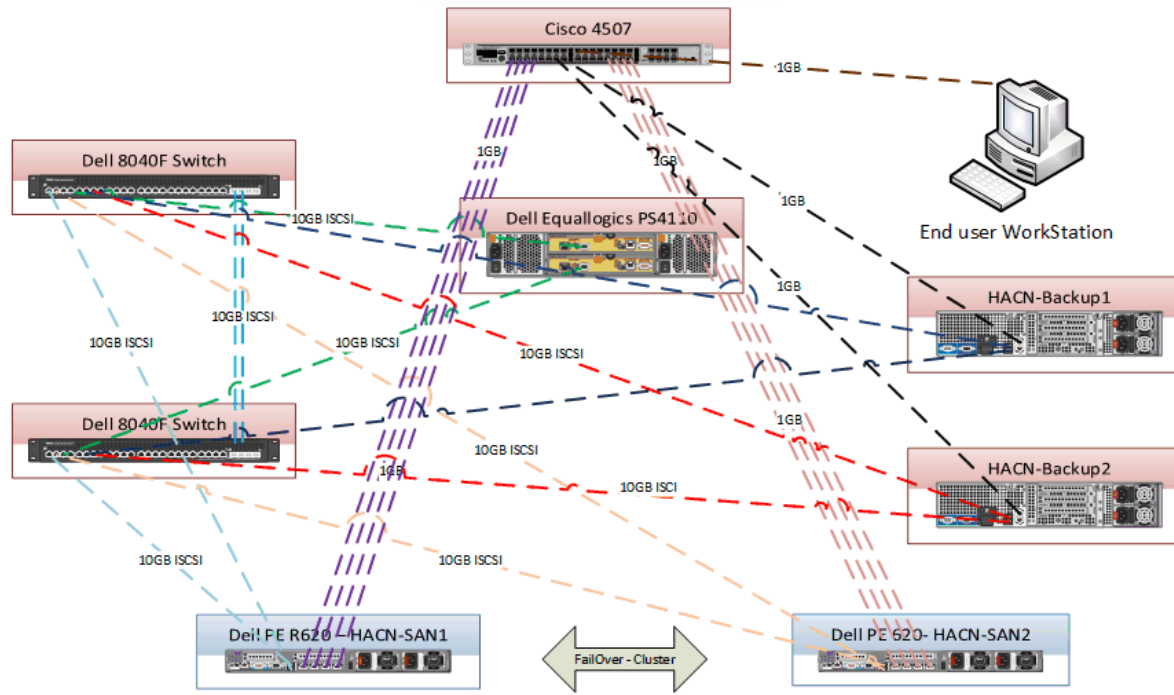 Cisco 4507
1GB
Dell 8040F Switch
1GB
1GB
10GB ISCSI
1GB
Dell Equallogics PS4110
End user WorkStation
1GB
HACN-Backup1
10GB ISCSI
10GB ISCSI
10GB ISCSI
10GB ISCSI
Dell 8040F Switch
1GB
10GB ISCSI
1GB
HACN-Backup2
10GB ISCI
10GB ISCSI
10GB ISCSI
Dell PE R620 – HACN-SAN1
Dell PE 620- HACN-SAN2
FailOver - Cluster